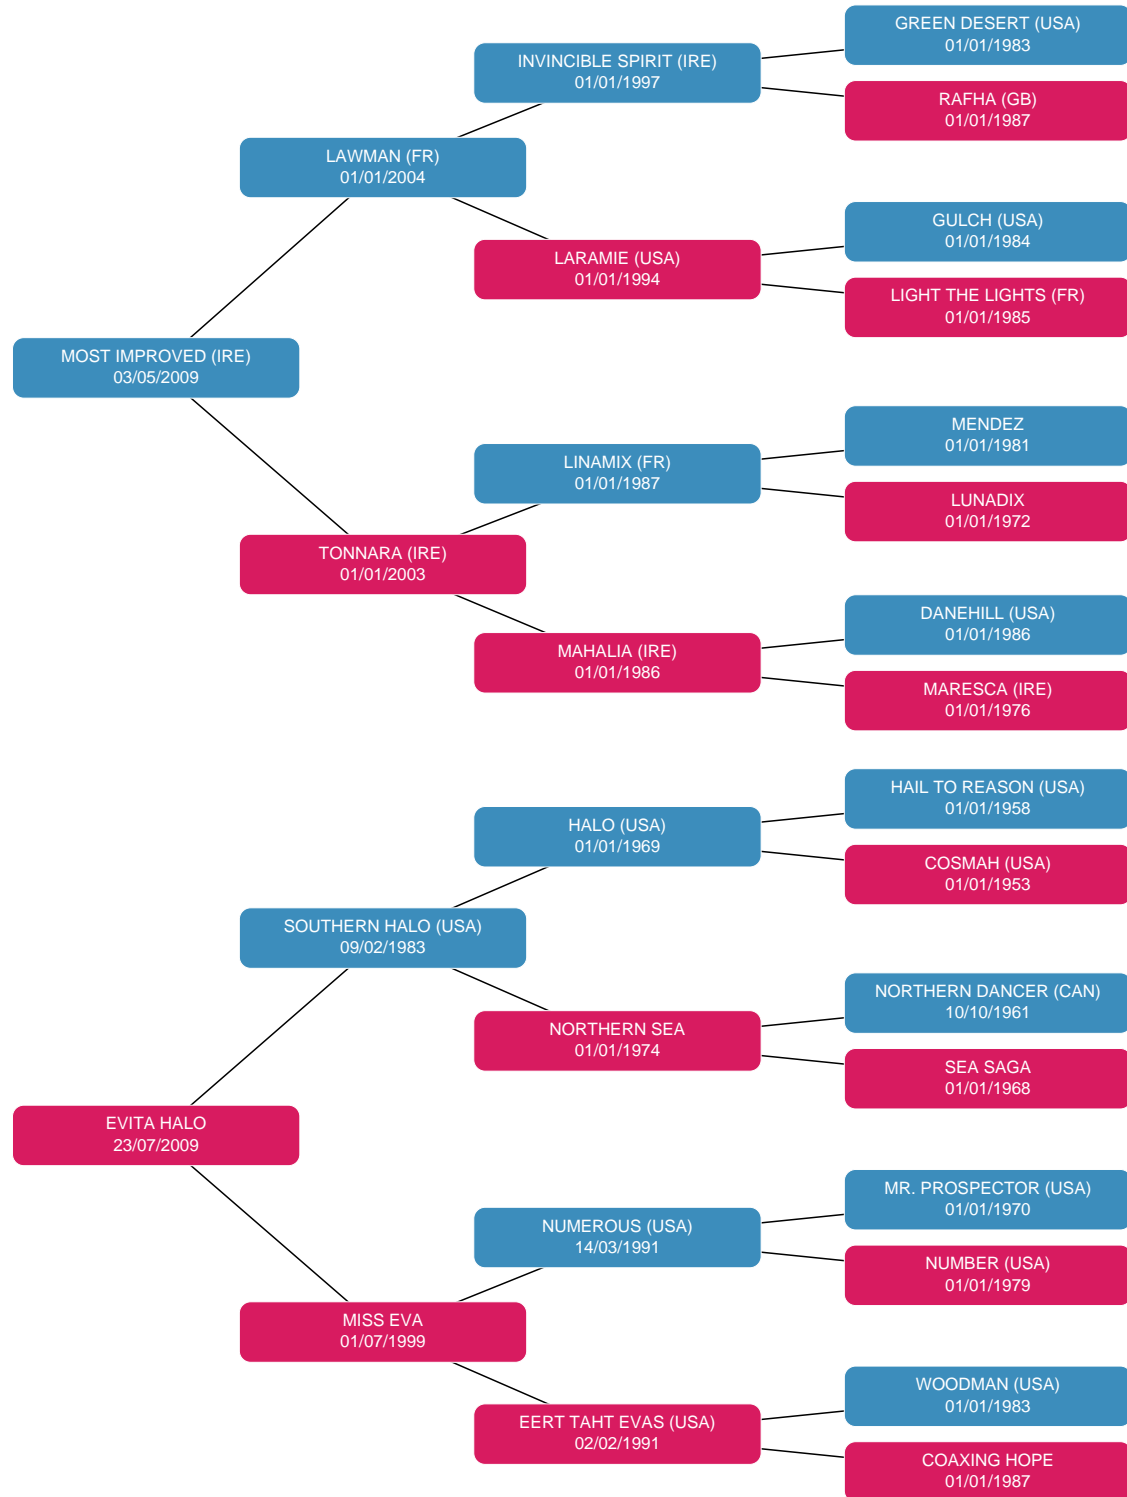 GREEN DESERT (USA)
01/01/1983
INVINCIBLE SPIRIT (IRE)
01/01/1997
RAFHA (GB)
01/01/1987
LAWMAN (FR)
01/01/2004
GULCH (USA)
01/01/1984
LARAMIE (USA)
01/01/1994
LIGHT THE LIGHTS (FR)
01/01/1985
MOST IMPROVED (IRE)
03/05/2009
MENDEZ
01/01/1981
LINAMIX (FR)
01/01/1987
LUNADIX
01/01/1972
TONNARA (IRE)
01/01/2003
DANEHILL (USA)
01/01/1986
MAHALIA (IRE)
01/01/1986
MARESCA (IRE)
01/01/1976
HAIL TO REASON (USA)
01/01/1958
HALO (USA)
01/01/1969
COSMAH (USA)
01/01/1953
SOUTHERN HALO (USA)
09/02/1983
NORTHERN DANCER (CAN)
10/10/1961
NORTHERN SEA
01/01/1974
SEA SAGA
01/01/1968
EVITA HALO
23/07/2009
MR. PROSPECTOR (USA)
01/01/1970
NUMEROUS (USA)
14/03/1991
NUMBER (USA)
01/01/1979
MISS EVA
01/07/1999
WOODMAN (USA)
01/01/1983
EERT TAHT EVAS (USA)
02/02/1991
COAXING HOPE
01/01/1987